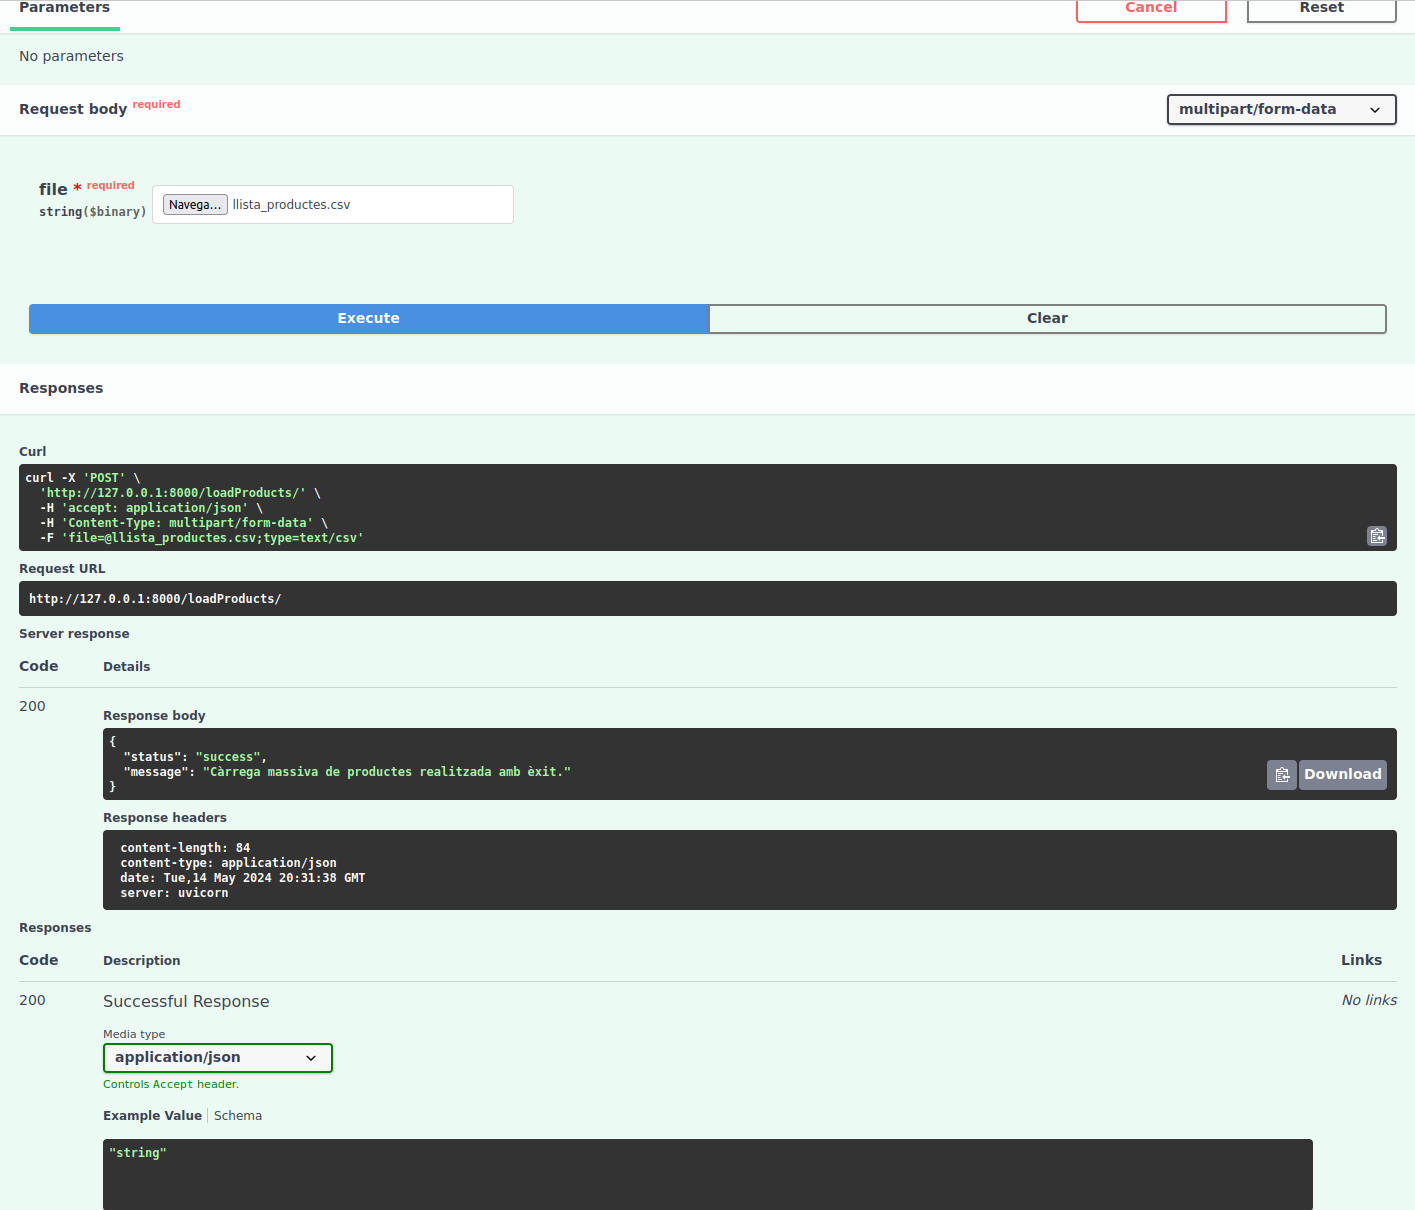 Parameters
Cancel
Reset
No parameters
Request body required
multipart/form-data
file * required
string($binary)
Navega… llista_productes.csv
Execute
Clear
Responses
Curl
curl -X 'POST' \
'http://127.0.0.1:8000/loadProducts/' \
-H 'accept: application/json' \
-H 'Content-Type: multipart/form-data' \
-F 'file=@llista_productes.csv;type=text/csv'
Request URL
http://127.0.0.1:8000/loadProducts/
Server response
Code Details
200
Response body
{
"status": "success",
"message": "Càrrega massiva de productes realitzada amb èxit."
}
Download
Response headers
content-length: 84
content-type: application/json
date: Tue,14 May 2024 20:31:38 GMT
server: uvicorn
Responses
Code Description Links
200 Successful Response No links
Media type
application/json
Controls Accept header.
Example Value Schema
"string"